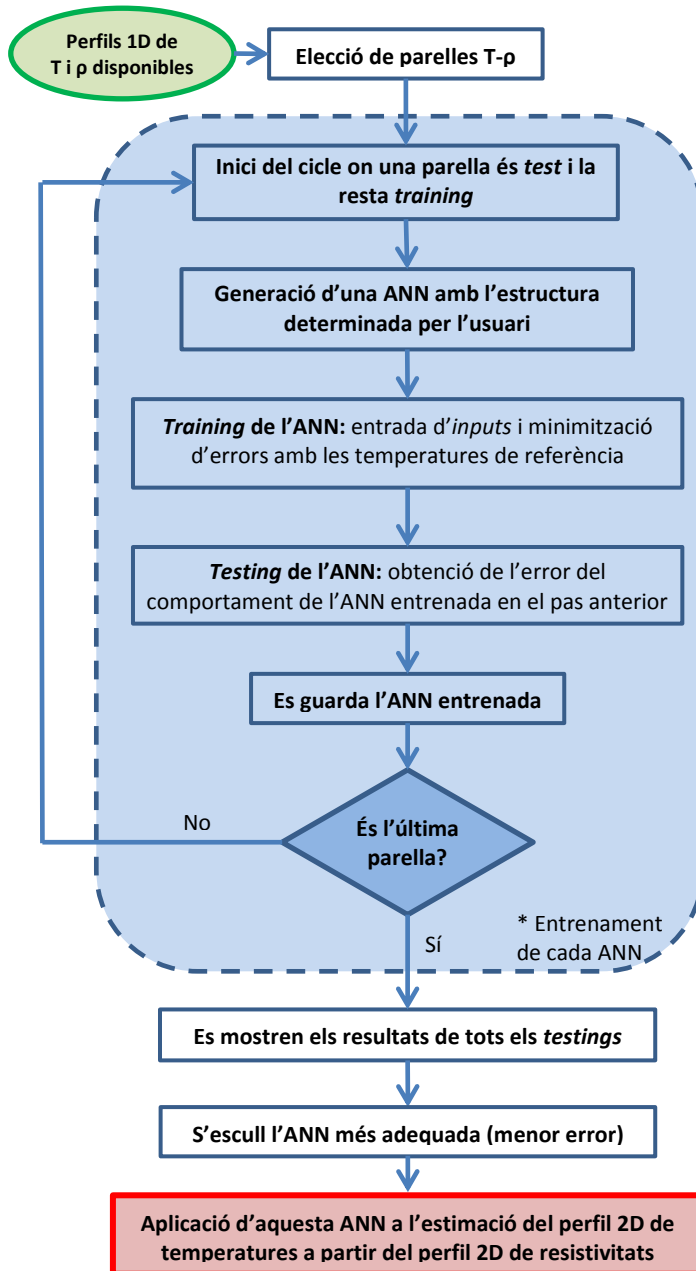 Perfils 1D de
T i ρ disponibles
Elecció de parelles T-ρ
Inici del cicle on una parella és test i la
resta training
Generació d'una ANN amb l'estructura
determinada per l'usuari
Training de l'ANN: entrada d'inputs i minimització
d'errors amb les temperatures de referència
Testing de l'ANN: obtenció de l'error del
comportament de l'ANN entrenada en el pas anterior
Es guarda l'ANN entrenada
No
És l'última
parella?
Sí
* Entrenament
de cada ANN
Es mostren els resultats de tots els testings
S'escull l'ANN més adequada (menor error)
Aplicació d'aquesta ANN a l'estimació del perfil 2D de
temperatures a partir del perfil 2D de resistivitats